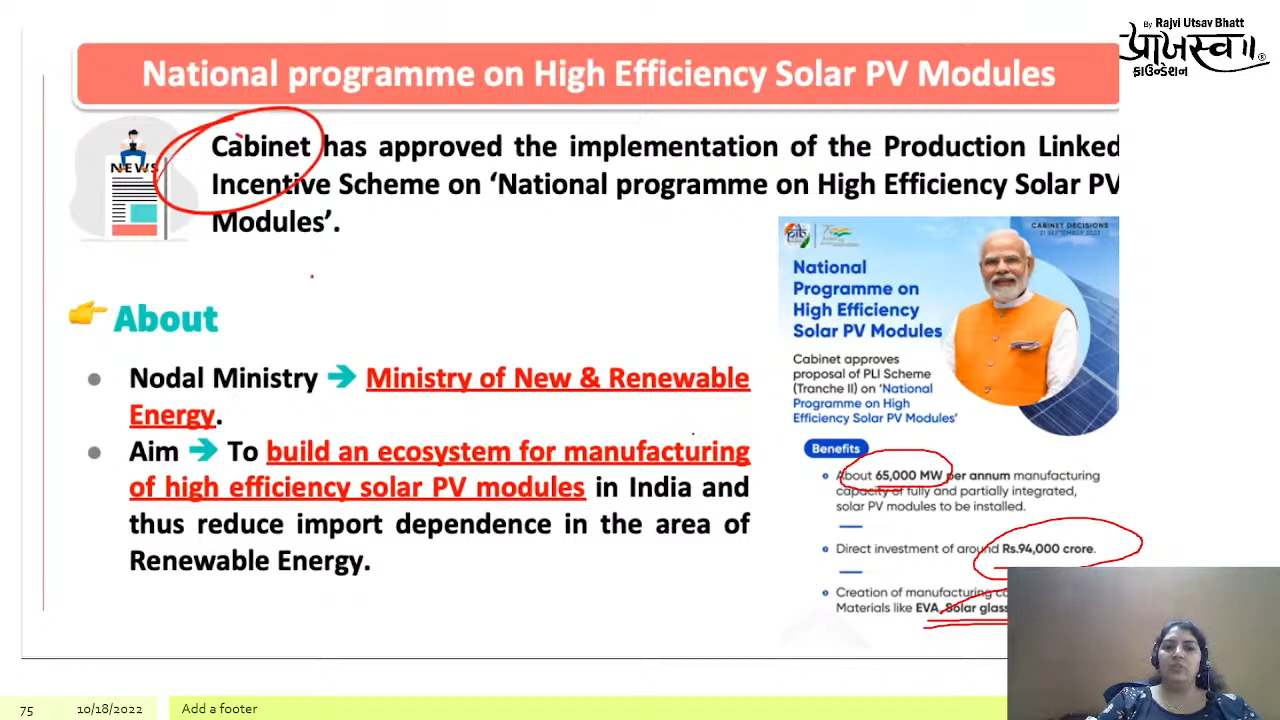 By Rajvi Utsav Bhatt
પ્રાજસ્વ॥ ®
ફાઉન્ડેશન
National programme on High Efficiency Solar PV Modules
NEWS
Cabinet has approved the implementation of the Production Linked
Incentive Scheme on ‘National programme on High Efficiency Solar PV
Modules’.
About
Nodal Ministry → Ministry of New & Renewable
Energy.
Aim → To build an ecosystem for manufacturing
of high efficiency solar PV modules in India and
thus reduce import dependence in the area of
Renewable Energy.
pib
CABINET DECISIONS
21 SEPTEMBER 2022
National
Programme on
High Efficiency
Solar PV Modules
Cabinet approves
proposal of PLI Scheme
(Tranche II) on ‘National
Programme on High
Efficiency Solar PV Modules’
Benefits
About 65,000 MW per annum manufacturing
capacity of fully and partially integrated,
solar PV modules to be installed.
Direct investment of around Rs.94,000 crore.
Creation of manufacturing
Materials like EVA, Solar glass
75 10/18/2022 Add a footer